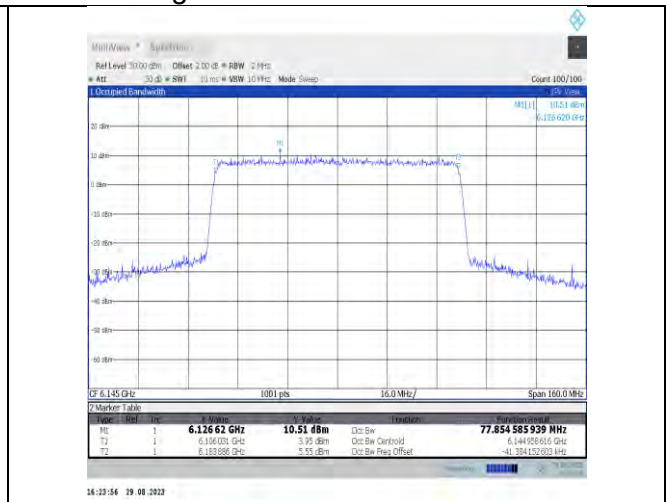 MultiView Spectrum
Ref Level 30.00 dBm Offset 2.00 dB RBW 2 MHz
Att 30 dB SWT 10 ms VBW 10 MHz Mode Sweep Count 100/100
1 Occupied Bandwidth 1Pk View
M1[1] 10.51 dBm
6.126 620 GHz
20 dBm
M1
10 dBm
0 dBm
-10 dBm
-20 dBm
-30 dBm
-40 dBm
-50 dBm
-60 dBm
CF 6.145 GHz 1001 pts 16.0 MHz/ Span 160.0 MHz
2 Marker Table
Type Ref Trc X-Value Y-Value Function Function Result
M1 1 6.126 62 GHz 10.51 dBm Occ Bw 77.854 585 939 MHz
T1 1 6.106 031 GHz 3.95 dBm Occ Bw Centroid 6.144 958 616 GHz
T2 1 6.183 886 GHz 5.55 dBm Occ Bw Freq Offset -41.384 152 603 kHz
16:23:56 29.08.2023